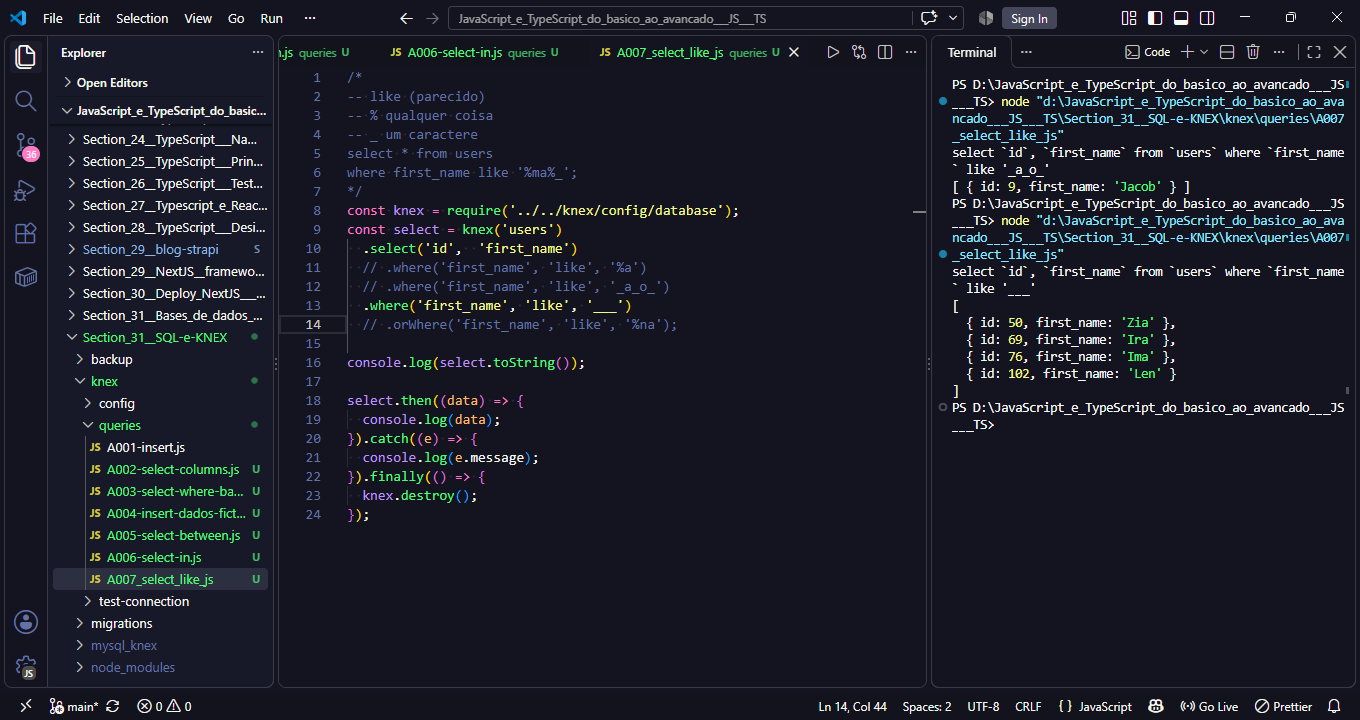 File Edit Selection View Go Run ··· JavaScript_e_TypeScript_do_basico_ao_avancado___JS___TS Sign In
Explorer ···
Open Editors
JavaScript_e_TypeScript_do_basic...
Section_24__TypeScript___Na...
Section_25__TypeScript___Prin...
Section_26__TypeScript___Test...
Section_27__Typescript_e_Reac...
Section_28__TypeScript___Desi...
Section_29__blog-strapi S
Section_29__NextJS__framewo...
Section_30__Deploy_NextJS___...
Section_31__Bases_de_dados_...
Section_31__SQL-e-KNEX
backup
knex
config
queries
JS A001-insert.js
JS A002-select-columns.js U
JS A003-select-where-ba... U
JS A004-insert-dados-fict... U
JS A005-select-between.js U
JS A006-select-in.js U
JS A007_select_like_js U
test-connection
migrations
mysql_knex
node_modules
36
JS
n.js queries U JS A006-select-in.js queries U JS A007_select_like_js queries U
1 /*
2 -- like (parecido)
3 -- % qualquer coisa
4 -- _ um caractere
5 select * from users
6 where first_name like '%ma%_';
7 */
8 const knex = require('../../knex/config/database');
9 const select = knex('users')
10 .select('id', 'first_name')
11 // .where('first_name', 'like', '%a')
12 // .where('first_name', 'like', '_a_o_')
13 .where('first_name', 'like', '___')
14 // .orWhere('first_name', 'like', '%na');
15
16 console.log(select.toString());
17
18 select.then((data) => {
19 console.log(data);
20 }).catch((e) => {
21 console.log(e.message);
22 }).finally(() => {
23 knex.destroy();
24 });
Terminal ··· Code ···
PS D:\JavaScript_e_TypeScript_do_basico_ao_avancado___JS
___TS> node "d:\JavaScript_e_TypeScript_do_basico_ao_ava
ncado___JS___TS\Section_31__SQL-e-KNEX\knex\queries\A007
_select_like_js"
select `id`, `first_name` from `users` where `first_name
` like '_a_o_'
[ { id: 9, first_name: 'Jacob' } ]
PS D:\JavaScript_e_TypeScript_do_basico_ao_avancado___JS
___TS> node "d:\JavaScript_e_TypeScript_do_basico_ao_ava
ncado___JS___TS\Section_31__SQL-e-KNEX\knex\queries\A007
_select_like_js"
select `id`, `first_name` from `users` where `first_name
` like '___'
[
{ id: 50, first_name: 'Zia' },
{ id: 69, first_name: 'Ira' },
{ id: 76, first_name: 'Ima' },
{ id: 102, first_name: 'Len' }
]
PS D:\JavaScript_e_TypeScript_do_basico_ao_avancado___JS
___TS>
main* 0 0 Ln 14, Col 44 Spaces: 2 UTF-8 CRLF { } JavaScript Go Live Prettier